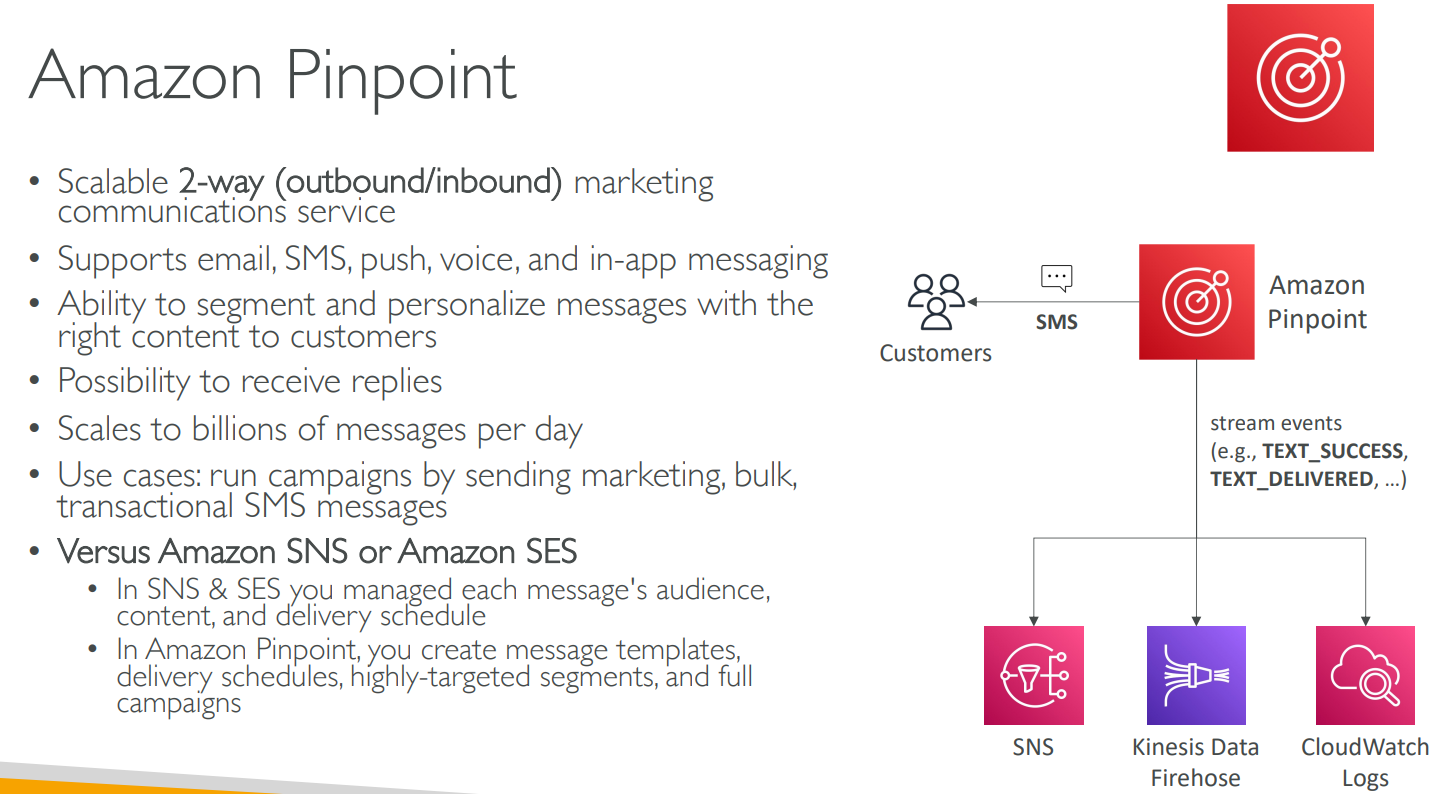 Amazon Pinpoint
• Scalable 2-way (outbound/inbound) marketing
communications service
• Supports email, SMS, push, voice, and in-app messaging
• Ability to segment and personalize messages with the
right content to customers
• Possibility to receive replies
• Scales to billions of messages per day
• Use cases: run campaigns by sending marketing, bulk,
transactional SMS messages
• Versus Amazon SNS or Amazon SES
• In SNS & SES you managed each message's audience,
content, and delivery schedule
• In Amazon Pinpoint, you create message templates,
delivery schedules, highly-targeted segments, and full
campaigns
Customers
SMS
Amazon
Pinpoint
stream events
(e.g., TEXT_SUCCESS,
TEXT_DELIVERED, …)
SNS
Kinesis Data
Firehose
CloudWatch
Logs